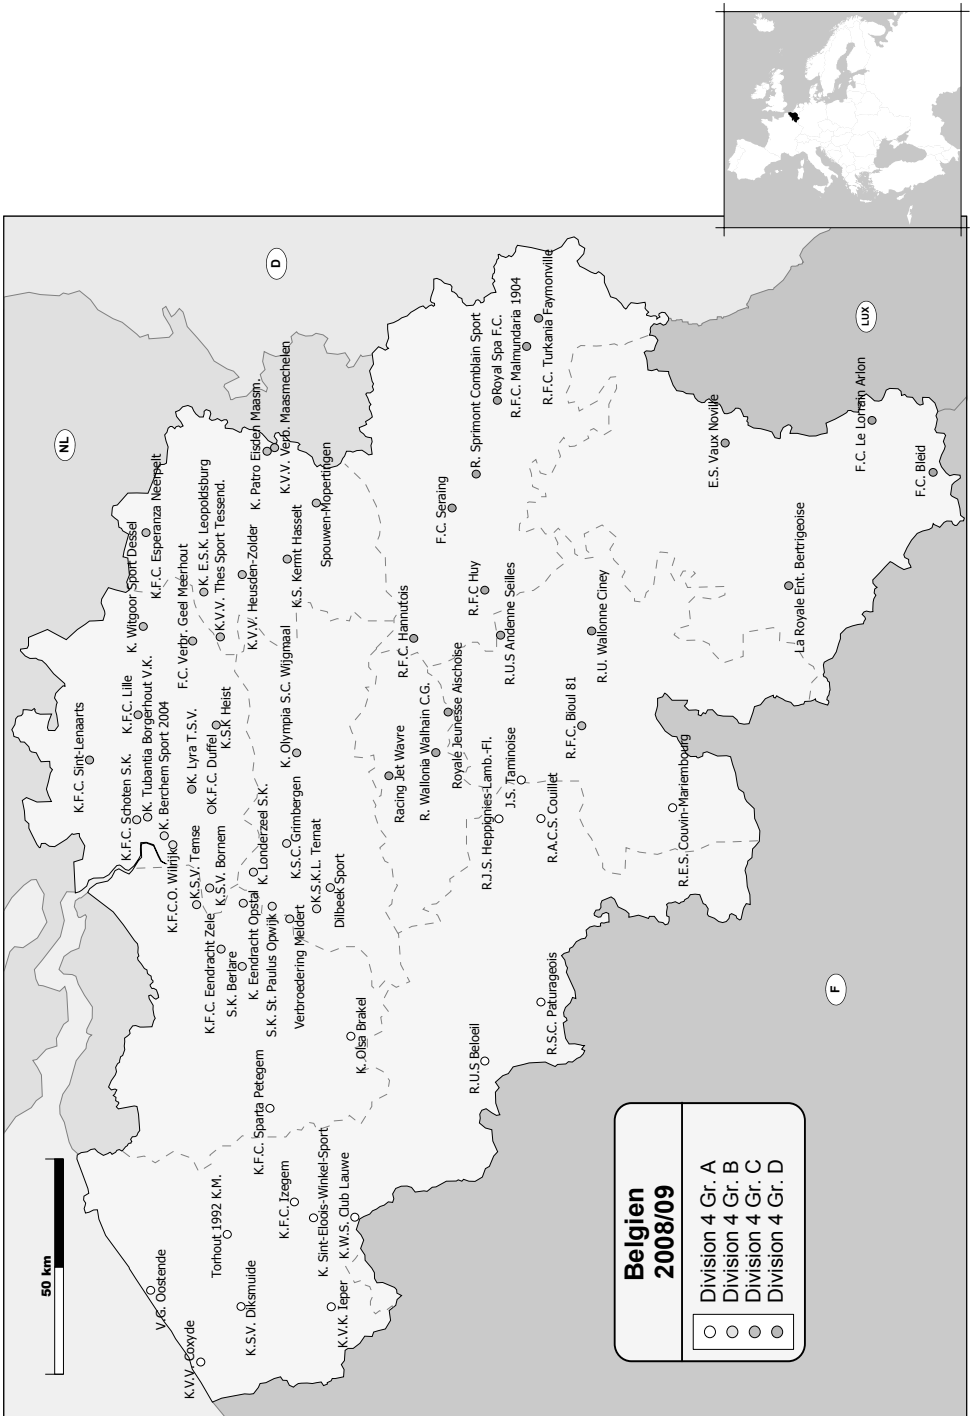 50 km
NL
D
LUX
F
V.G. Oostende
K.V.V. Coxyde
Torhout 1992 K.M.
K.S.V. Diksmuide
K.F.C. Izegem
K. Sint-Eloois-Winkel-Sport
K.W.S. Club Lauwe
K.V.K. Ieper
K.F.C. Sparta Petegem
K. Olsa Brakel
K.F.C. Sint-Lenaarts
K.F.C. Schoten S.K.
K.F.C. Lille
K. Tubantia Borgerhout V.K.
K. Berchem Sport 2004
K.F.C.O. Wilrijk
K. Witgoor Sport Dessel
K.F.C. Esperanza Neerpelt
F.C. Verbr. Geel Meerhout
K. E.S.K. Leopoldsburg
K.V.V. Thes Sport Tessend.
K. Lyra T.S.V.
K.F.C. Duffel
K.S.K Heist
K.S.V. Temse
K.S.V. Bornem
K.F.C. Eendracht Zele
S.K. Berlare
K. Eendracht Opstal
S.K. St. Paulus Opwijk
K. Londerzeel S.K.
Verbroedering Meldert
K.S.C. Grimbergen
K.S.K.L. Ternat
Dilbeek Sport
K. Olympia S.C. Wijgmaal
K.V.V. Heusden-Zolder
K. Patro Eisden Maasm.
K.V.V. Verb. Maasmechelen
K.S. Kermt Hasselt
Spouwen-Mopertingen
Racing Jet Wavre
R.F.C. Hannutois
R. Wallonia Walhain C.G.
Royale Jeunesse Aischoise
F.C. Seraing
R. Sprimont Comblain Sport
Royal Spa F.C.
R.F.C. Malmundaria 1904
R.F.C. Turkania Faymonville
R.F.C Huy
R.U.S Andenne Seilles
R.J.S. Heppignies-Lamb.-Fl.
J.S. Taminoise
R.A.C.S. Couillet
R.F.C. Bioul 81
R.U. Wallonne Ciney
R.U.S Beloeil
R.S.C. Paturageois
R.E.S. Couvin-Mariembourg
E.S. Vaux Noville
La Royale Ent. Bertrigeoise
F.C. Le Lorrain Arlon
F.C. Bleid
Belgien
2008/09
Division 4 Gr. A
Division 4 Gr. B
Division 4 Gr. C
Division 4 Gr. D